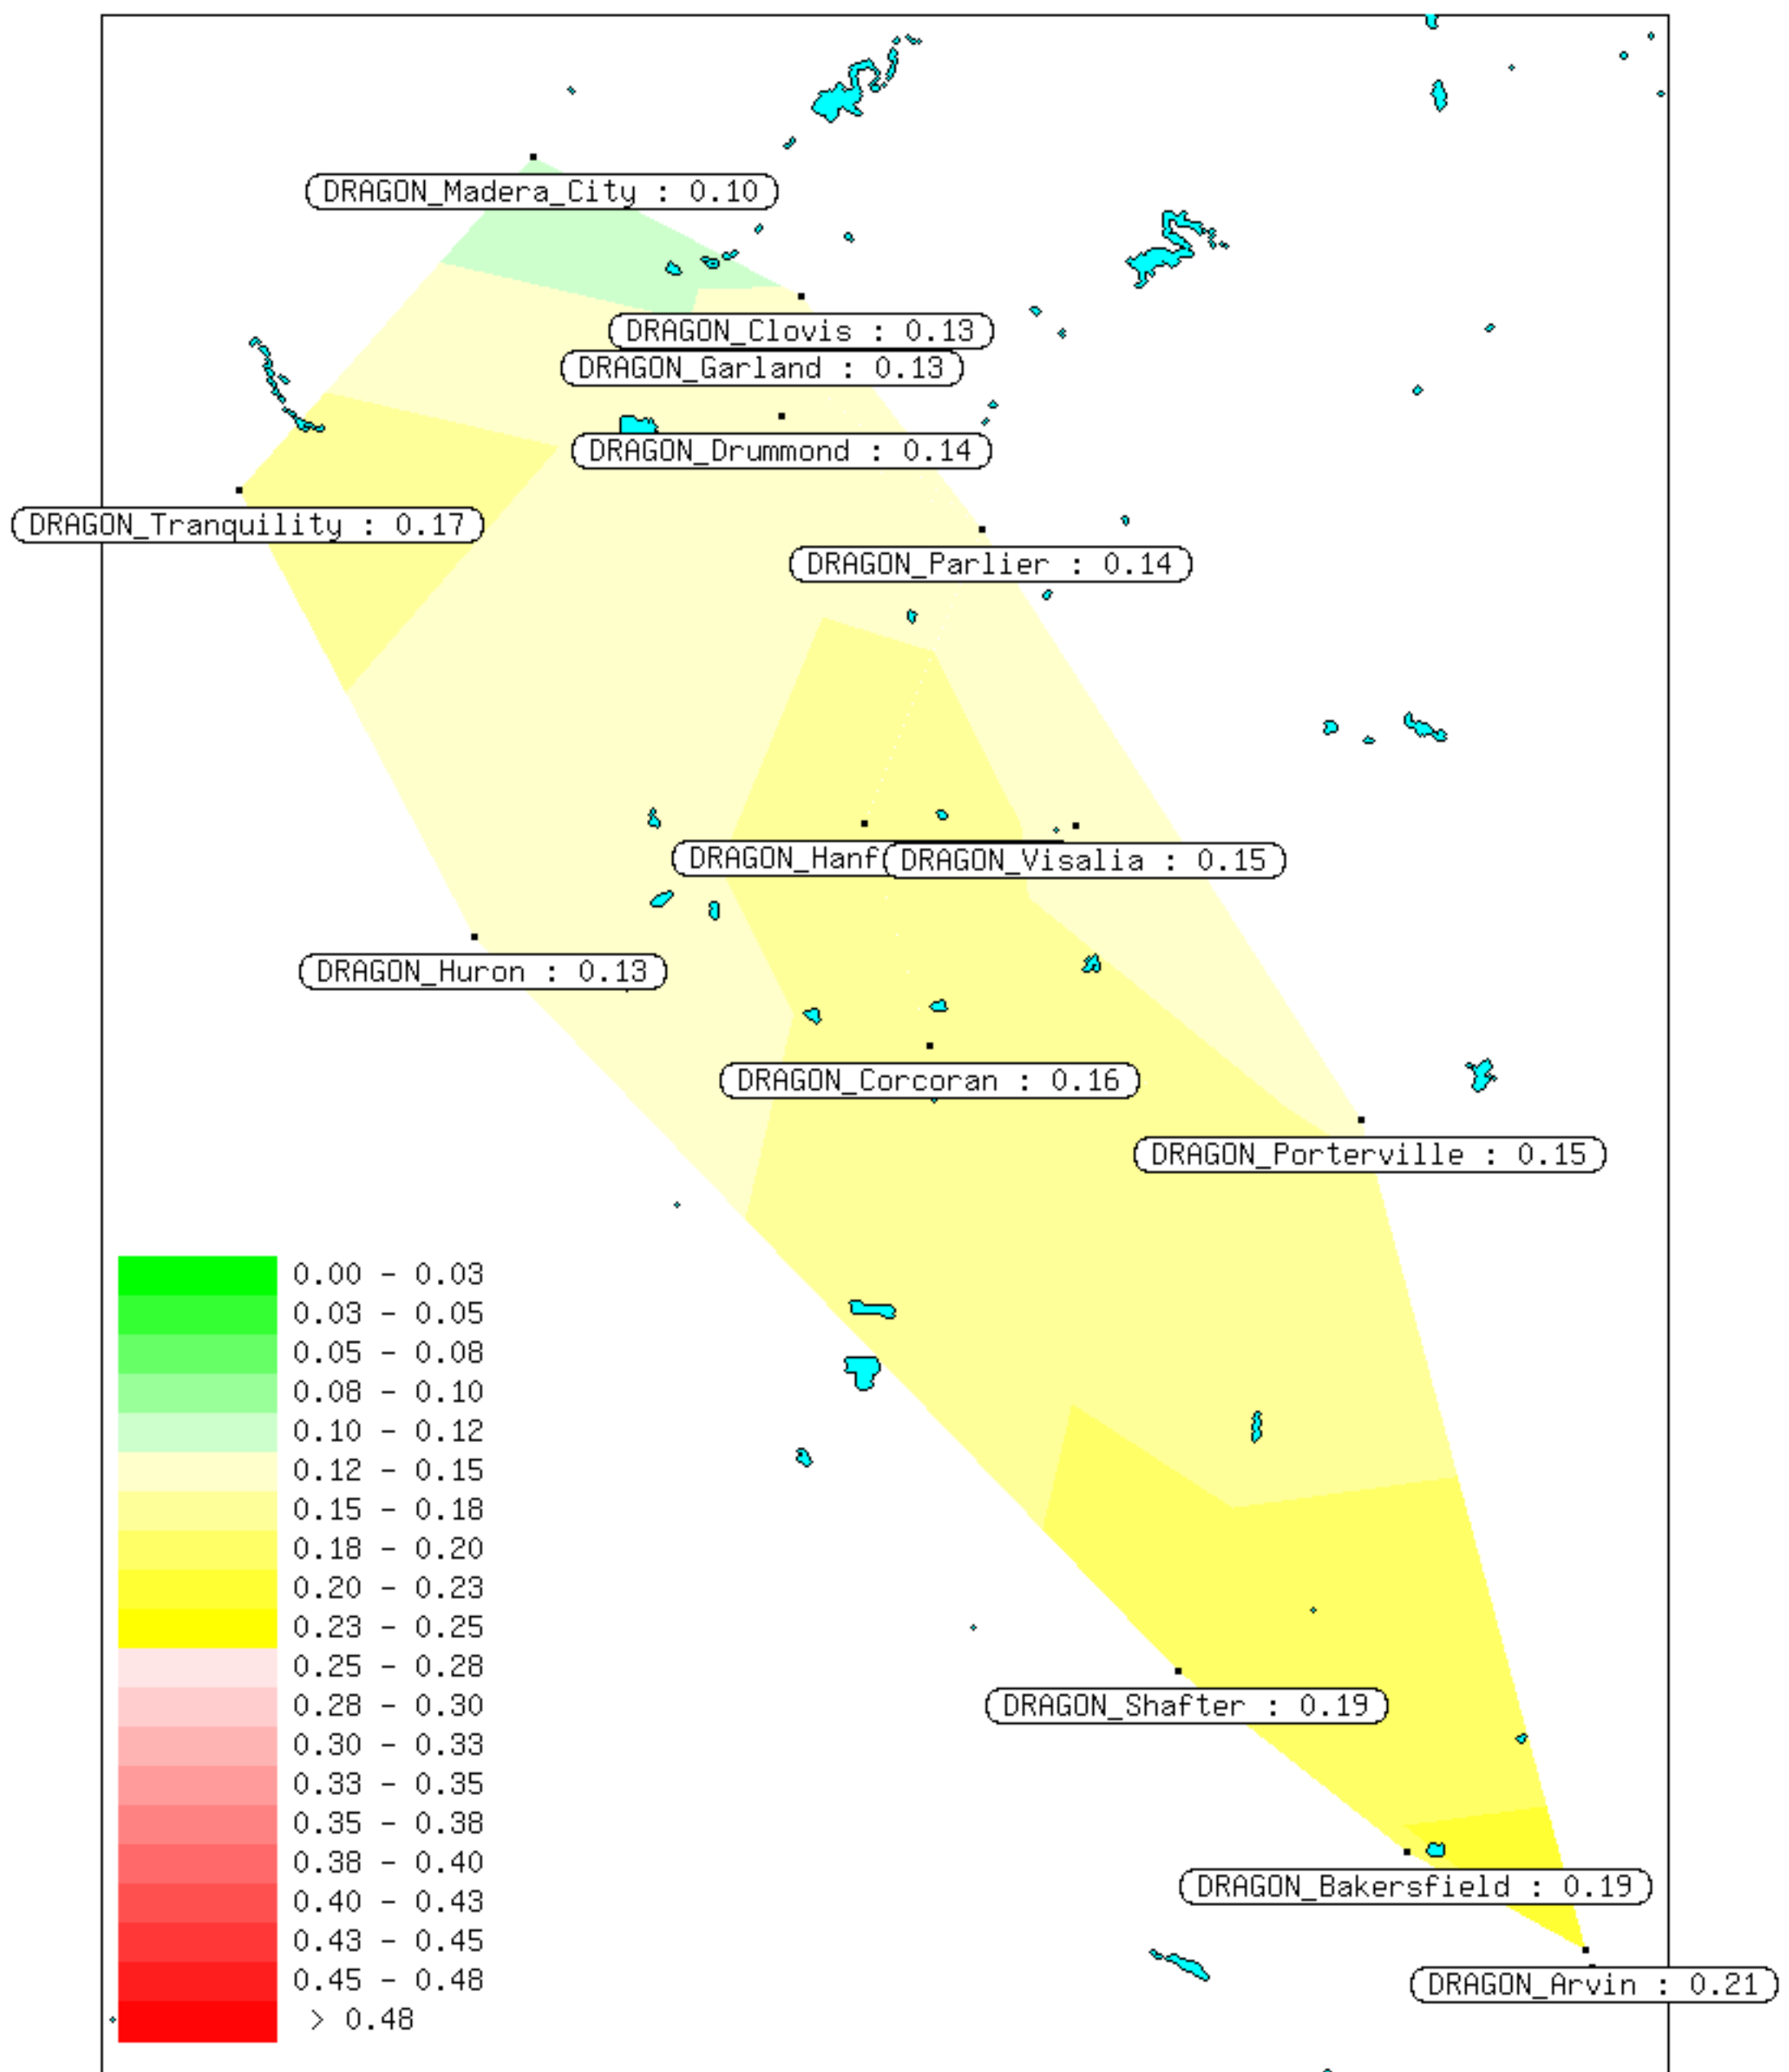 DRAGON_Madera_City : 0.10
DRAGON_Clovis : 0.13
DRAGON_Garland : 0.13
DRAGON_Drummond : 0.14
DRAGON_Tranquility : 0.17
DRAGON_Parlier : 0.14
DRAGON_Hanf
DRAGON_Visalia : 0.15
DRAGON_Huron : 0.13
DRAGON_Corcoran : 0.16
DRAGON_Porterville : 0.15
0.00 - 0.03
0.03 - 0.05
0.05 - 0.08
0.08 - 0.10
0.10 - 0.12
0.12 - 0.15
0.15 - 0.18
0.18 - 0.20
0.20 - 0.23
0.23 - 0.25
0.25 - 0.28
0.28 - 0.30
0.30 - 0.33
0.33 - 0.35
0.35 - 0.38
0.38 - 0.40
0.40 - 0.43
0.43 - 0.45
0.45 - 0.48
> 0.48
DRAGON_Shafter : 0.19
DRAGON_Bakersfield : 0.19
DRAGON_Arvin : 0.21